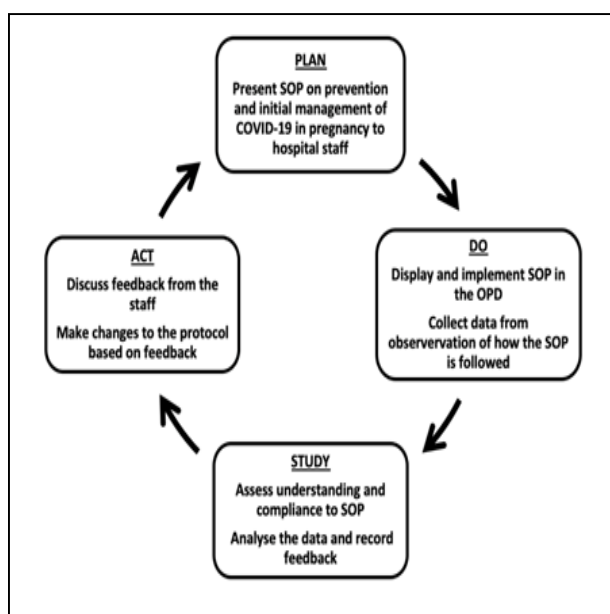 PLAN
Present SOP on prevention
and initial management of
COVID-19 in pregnancy to
hospital staff
DO
Display and implement SOP in
the OPD
Collect data from
observervation of how the SOP
is followed
STUDY
Assess understanding and
compliance to SOP
Analyse the data and record
feedback
ACT
Discuss feedback from the
staff
Make changes to the protocol
based on feedback